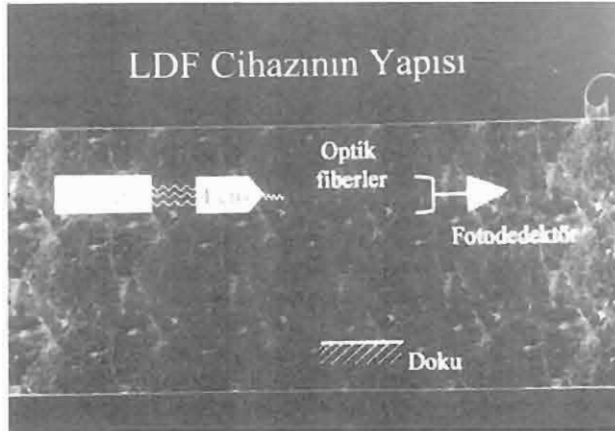 LDF Cihazının Yapısı
Optik
fiberler
Fotodedektör
Doku